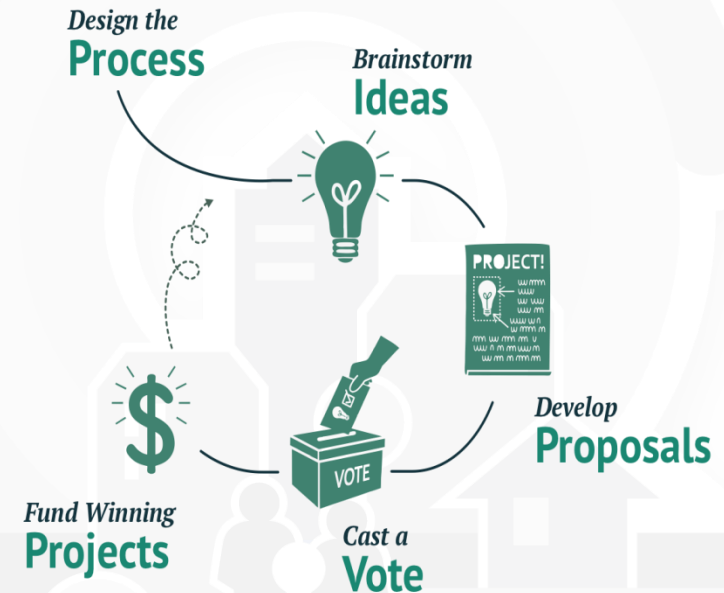 Design the
Process
Brainstorm
Ideas
PROJECT!
Develop
Proposals
VOTE
Cast a
Vote
Fund Winning
Projects